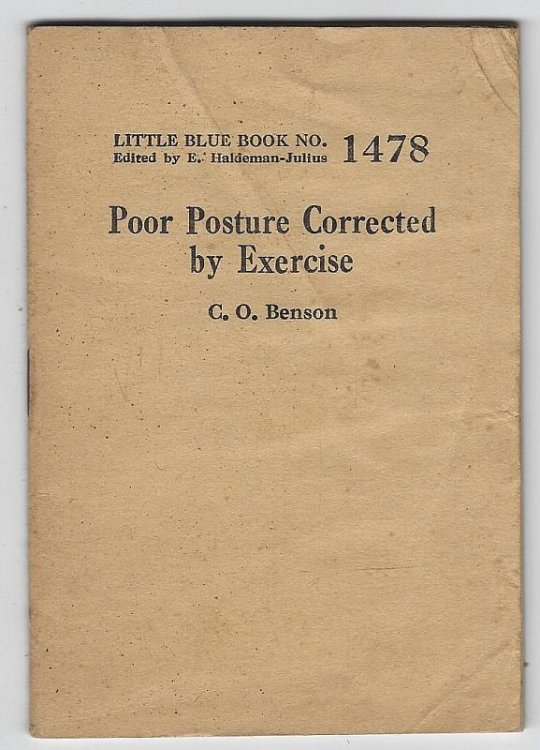 LITTLE BLUE BOOK NO. 1478
Edited by E. Haldeman-Julius
Poor Posture Corrected
by Exercise
C. O. Benson